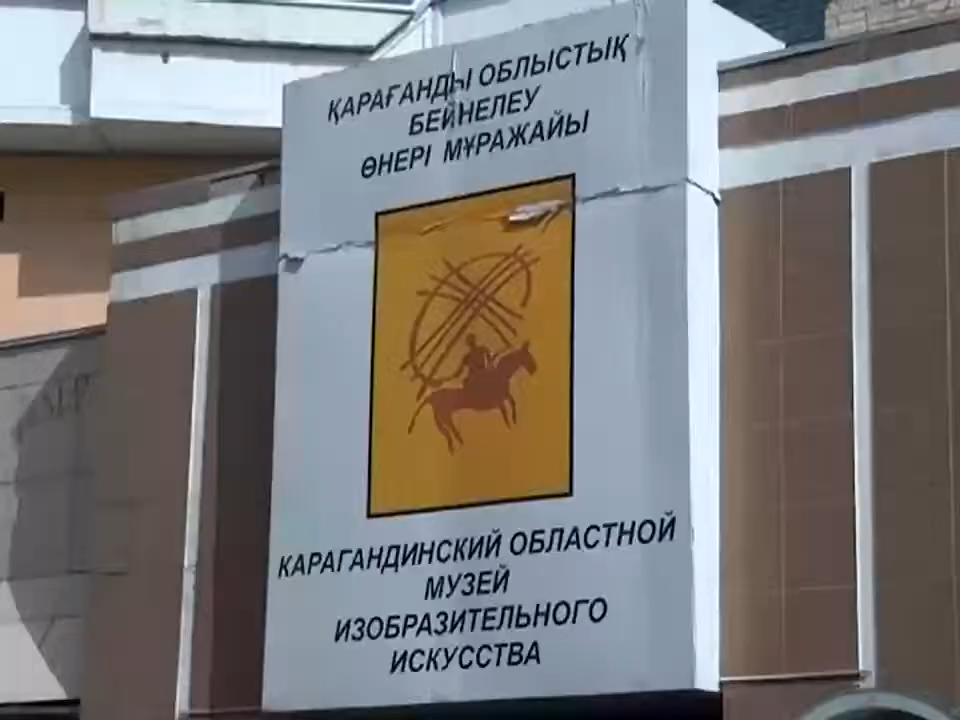 ҚАРАҒАНДЫ ОБЛЫСТЫҚ
БЕЙНЕЛЕУ
ӨНЕРІ МҰРАЖАЙЫ
КАРАГАНДИНСКИЙ ОБЛАСТНОЙ
МУЗЕЙ
ИЗОБРАЗИТЕЛЬНОГО
ИСКУССТВА